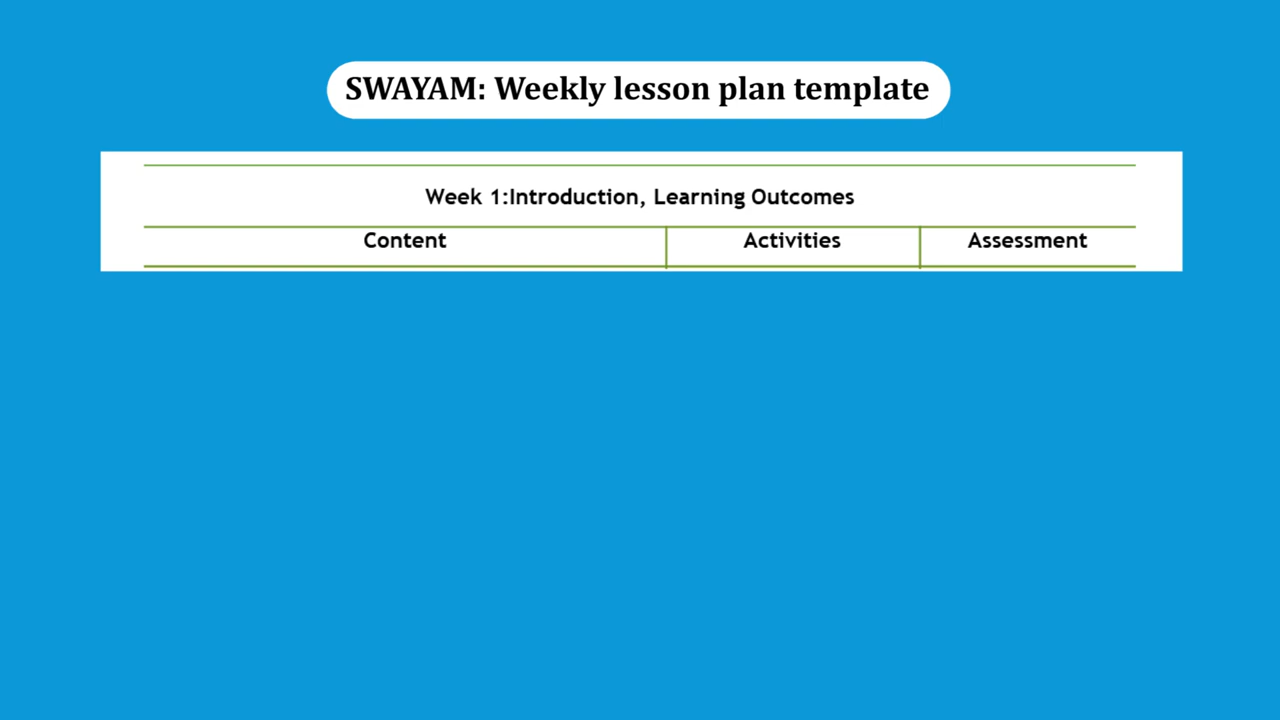 SWAYAM: Weekly lesson plan template
Week 1:Introduction, Learning Outcomes
Content Activities Assessment